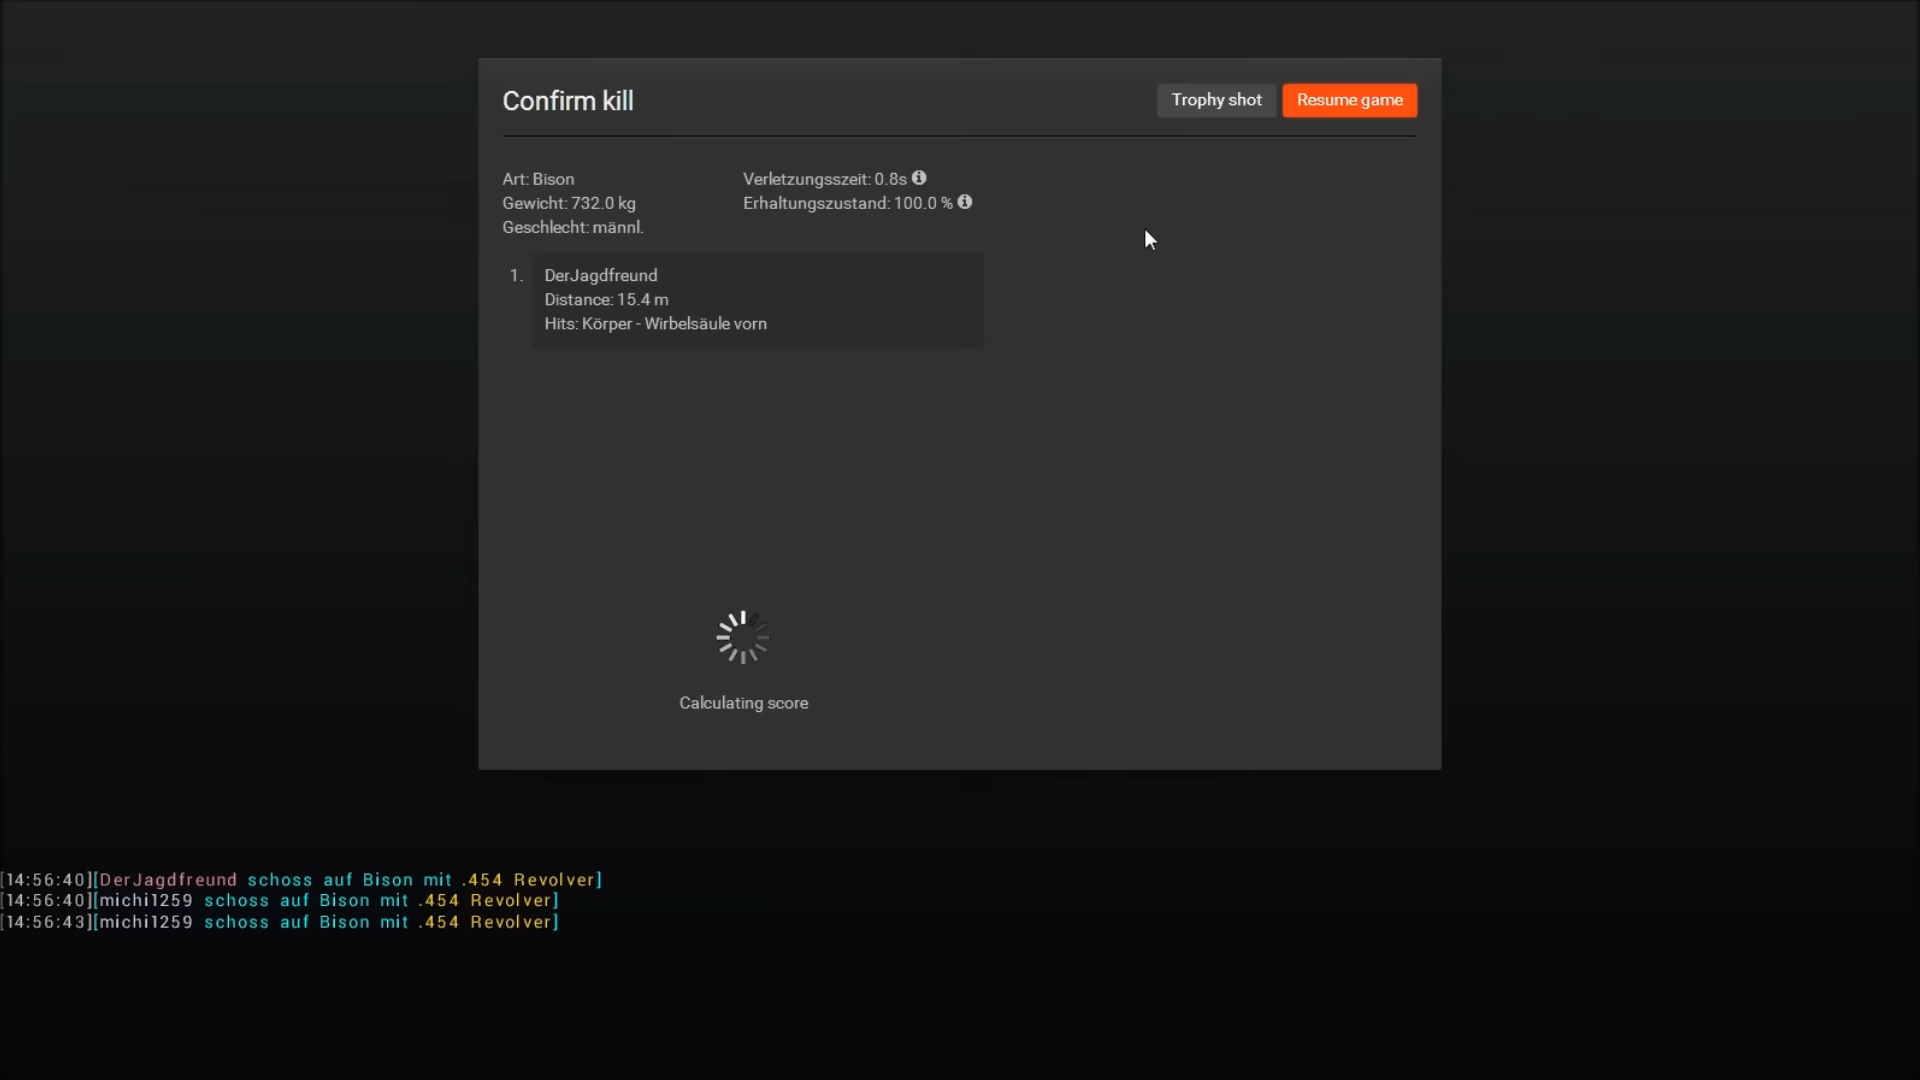 Confirm kill
Trophy shot
Resume game
Art: Bison
Gewicht: 732.0 kg
Geschlecht: männl.
Verletzungsszeit: 0.8s
Erhaltungszustand: 100.0 %
1.
DerJagdfreund
Distance: 15.4 m
Hits: Körper - Wirbelsäule vorn
Calculating score
[14:56:40][DerJagdfreund schoss auf Bison mit .454 Revolver]
[14:56:40][michi1259 schoss auf Bison mit .454 Revolver]
[14:56:43][michi1259 schoss auf Bison mit .454 Revolver]